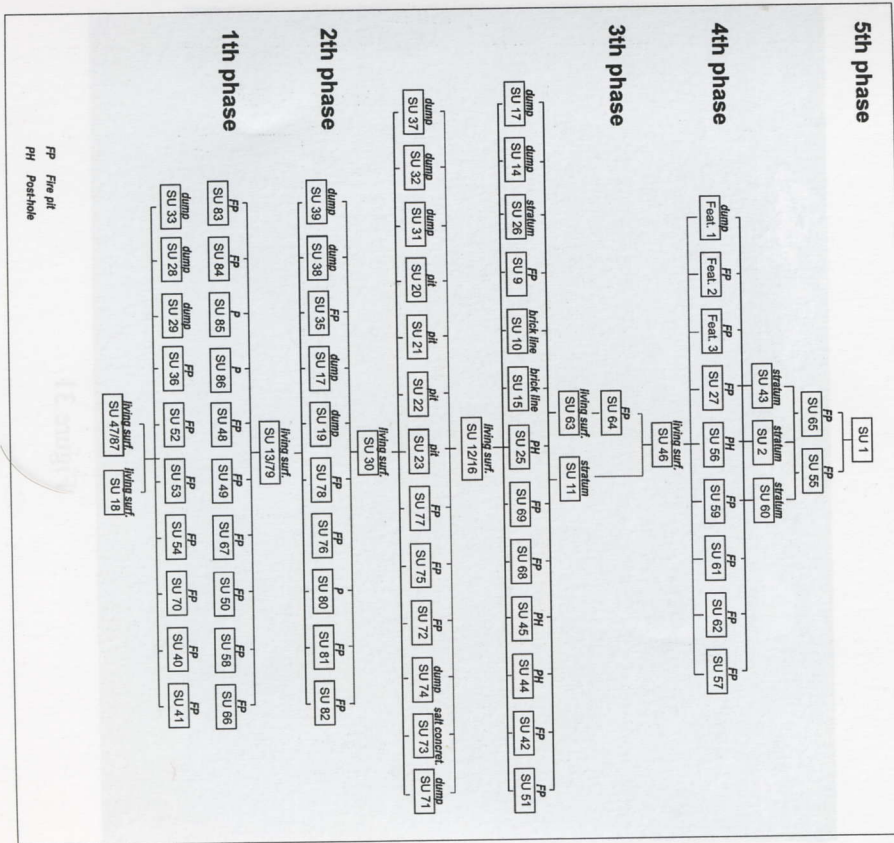 5th phase
SU 1
FP FP
SU 65 SU 55
stratum stratum stratum
SU 43 SU 2 SU 60
4th phase
dump FP FP FP PH FP FP FP FP
Feat. 1 Feat. 2 Feat. 3 SU 27 SU 56 SU 59 SU 61 SU 62 SU 57
living surf.
SU 46
3th phase
FP
SU 64
living surf. stratum
SU 63 SU 11
dump dump stratum FP brick line brick line PH FP FP PH PH FP FP
SU 17 SU 14 SU 26 SU 9 SU 10 SU 15 SU 25 SU 69 SU 68 SU 45 SU 44 SU 42 SU 51
living surf.
SU 12/16
dump dump dump pit pit pit pit FP FP FP dump salt concret. dump
SU 37 SU 32 SU 31 SU 20 SU 21 SU 22 SU 23 SU 77 SU 75 SU 72 SU 74 SU 73 SU 71
living surf.
SU 30
2th phase
dump dump FP dump dump FP FP P FP FP
SU 39 SU 38 SU 35 SU 17 SU 19 SU 78 SU 76 SU 80 SU 81 SU 82
living surf.
SU 13/79
1th phase
FP FP P P FP FP FP FP FP FP
SU 83 SU 84 SU 85 SU 86 SU 48 SU 49 SU 67 SU 50 SU 58 SU 66
dump dump dump FP FP FP FP FP FP FP
SU 33 SU 28 SU 29 SU 36 SU 52 SU 53 SU 54 SU 70 SU 40 SU 41
living surf. living surf.
SU 47/87 SU 18
FP Fire pit
PH Post-hole